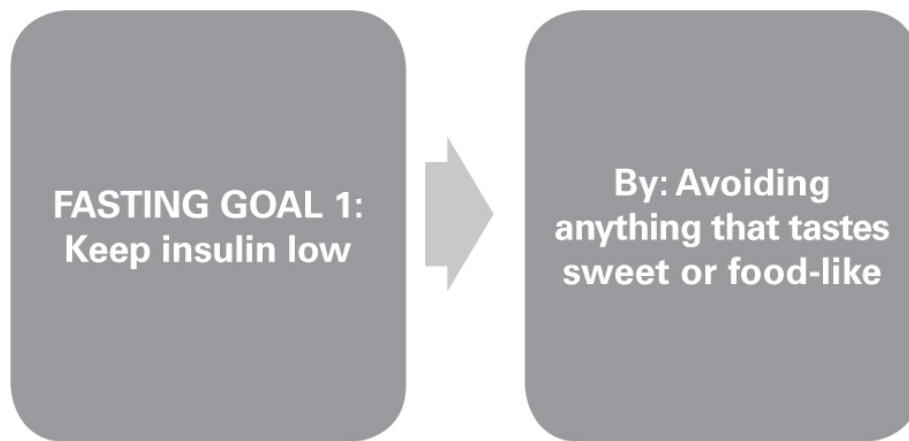 FASTING GOAL 1:
Keep insulin low
By: Avoiding
anything that tastes
sweet or food-like